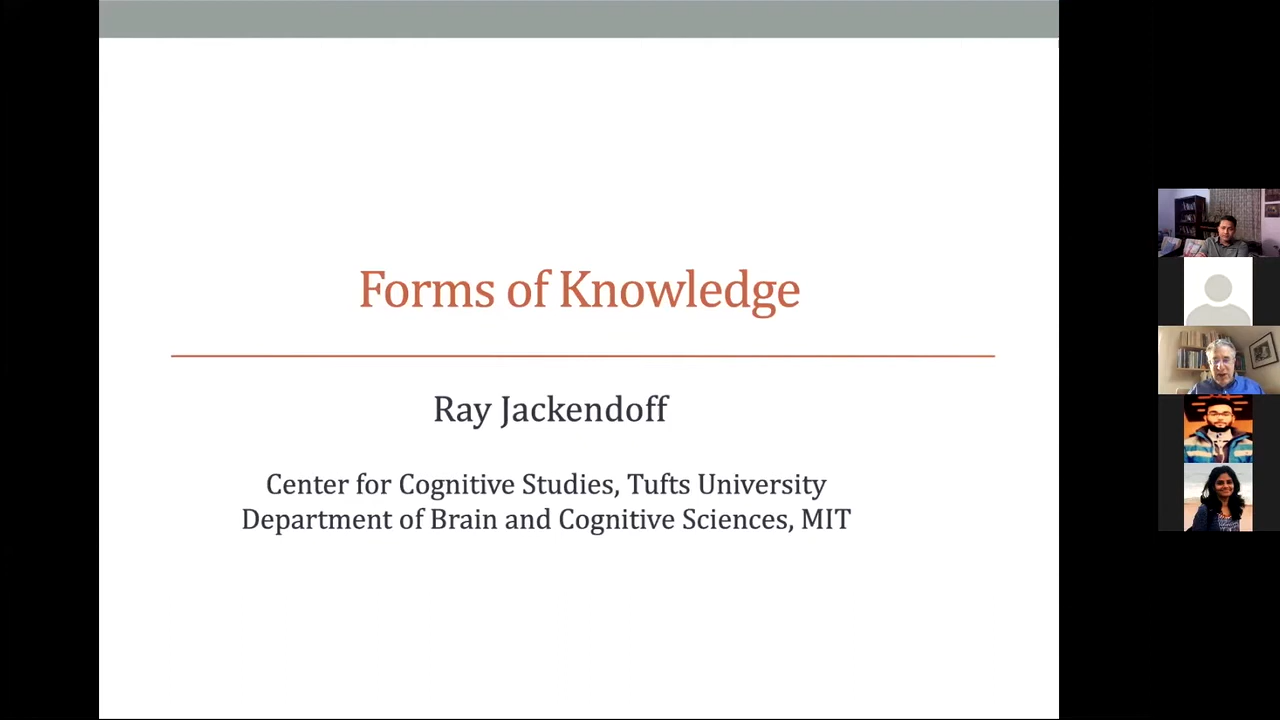 Forms of Knowledge
Ray Jackendoff
Center for Cognitive Studies, Tufts University
Department of Brain and Cognitive Sciences, MIT